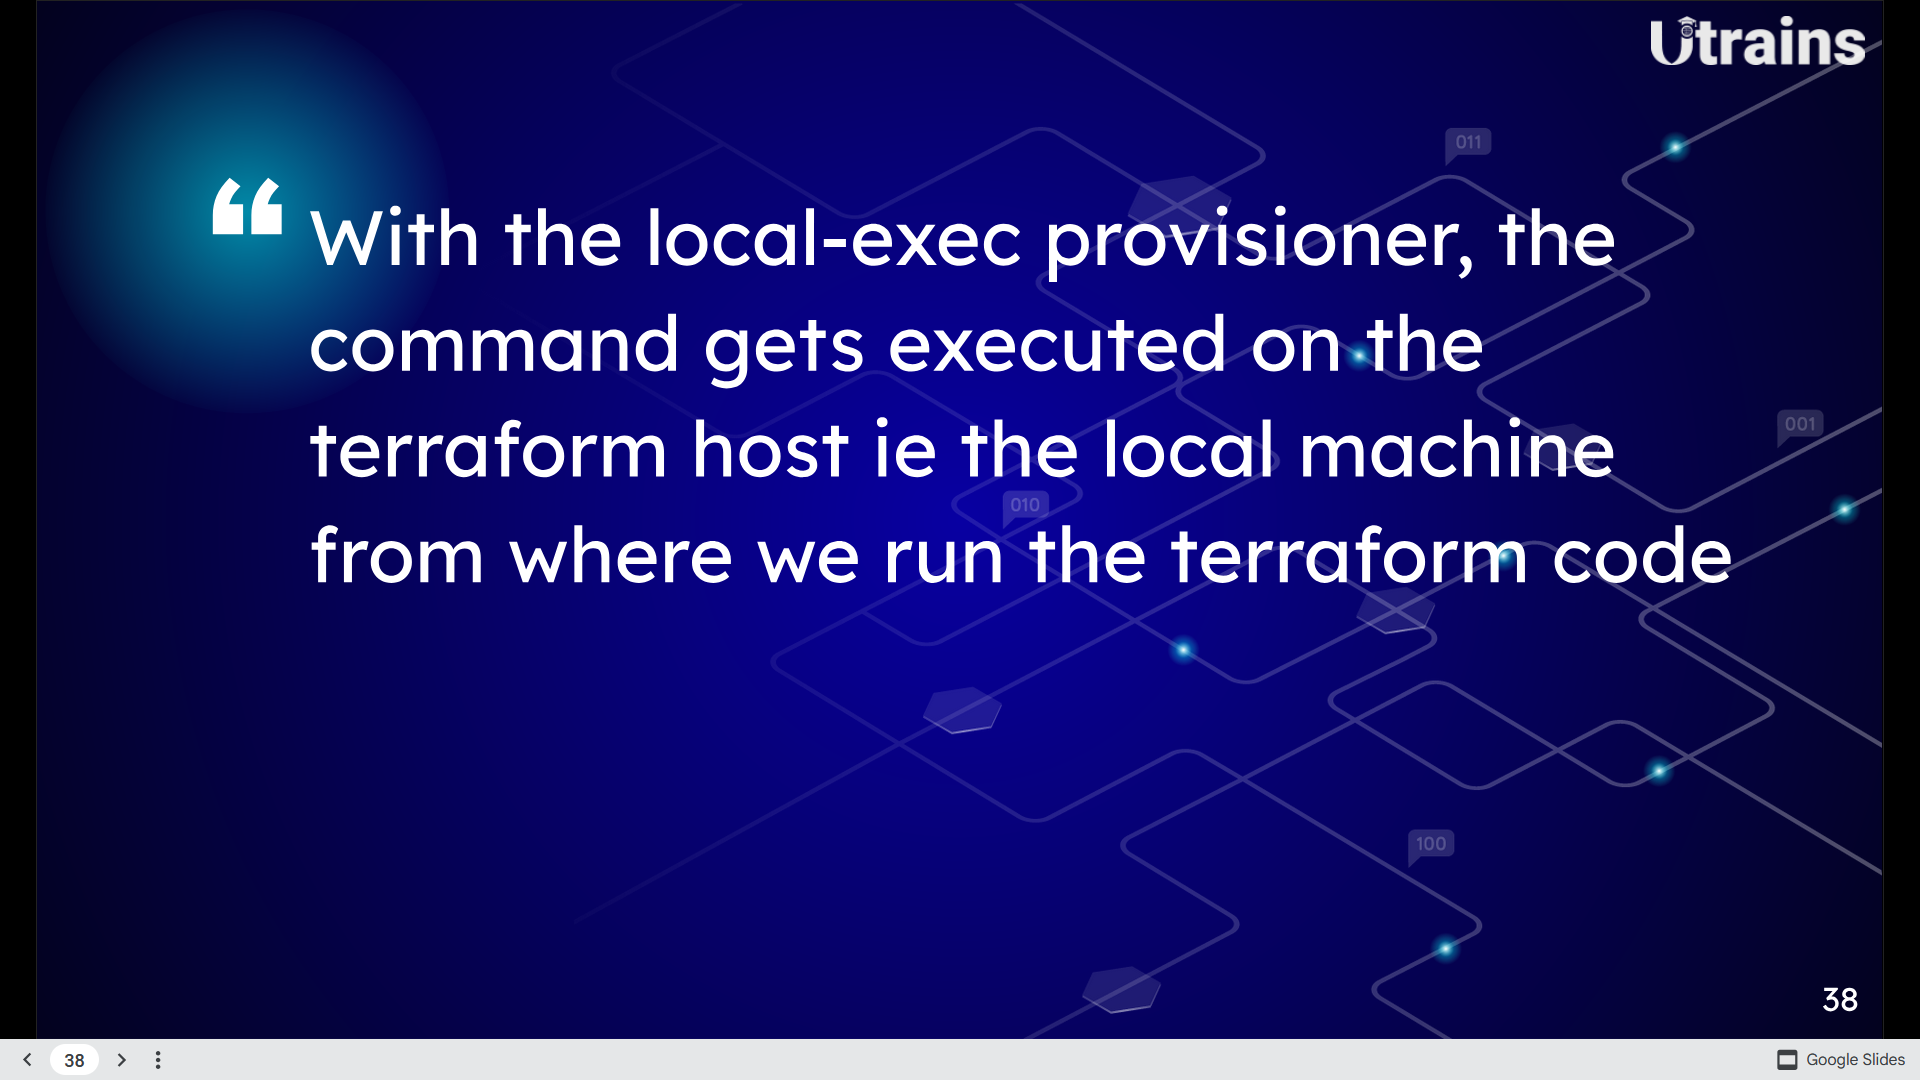 Utrains
011
“ With the local-exec provisioner, the
command gets executed on the
001
terraform host ie the local machine
010
from where we run the terraform code
100
38
38
Google Slides